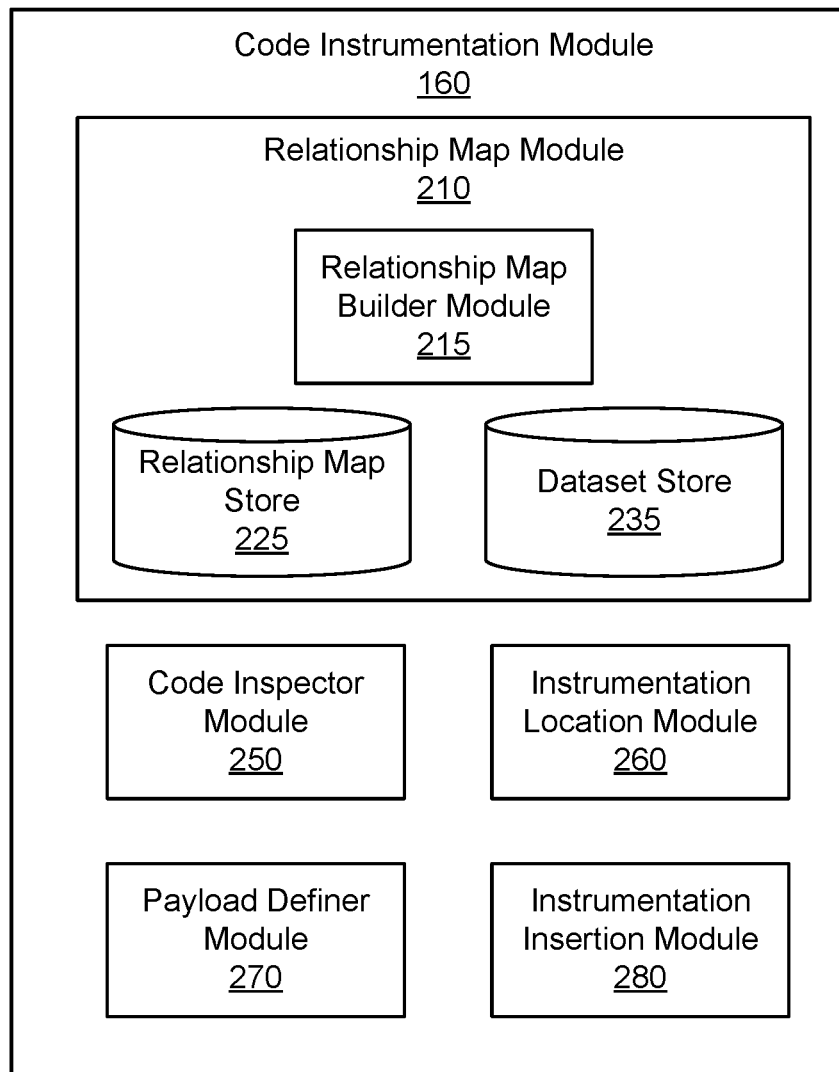 Code Instrumentation Module
160
Relationship Map Module
210
Relationship Map
Builder Module
215
Relationship Map
Store
225
Dataset Store
235
Code Inspector
Module
250
Instrumentation
Location Module
260
Payload Definer
Module
270
Instrumentation
Insertion Module
280